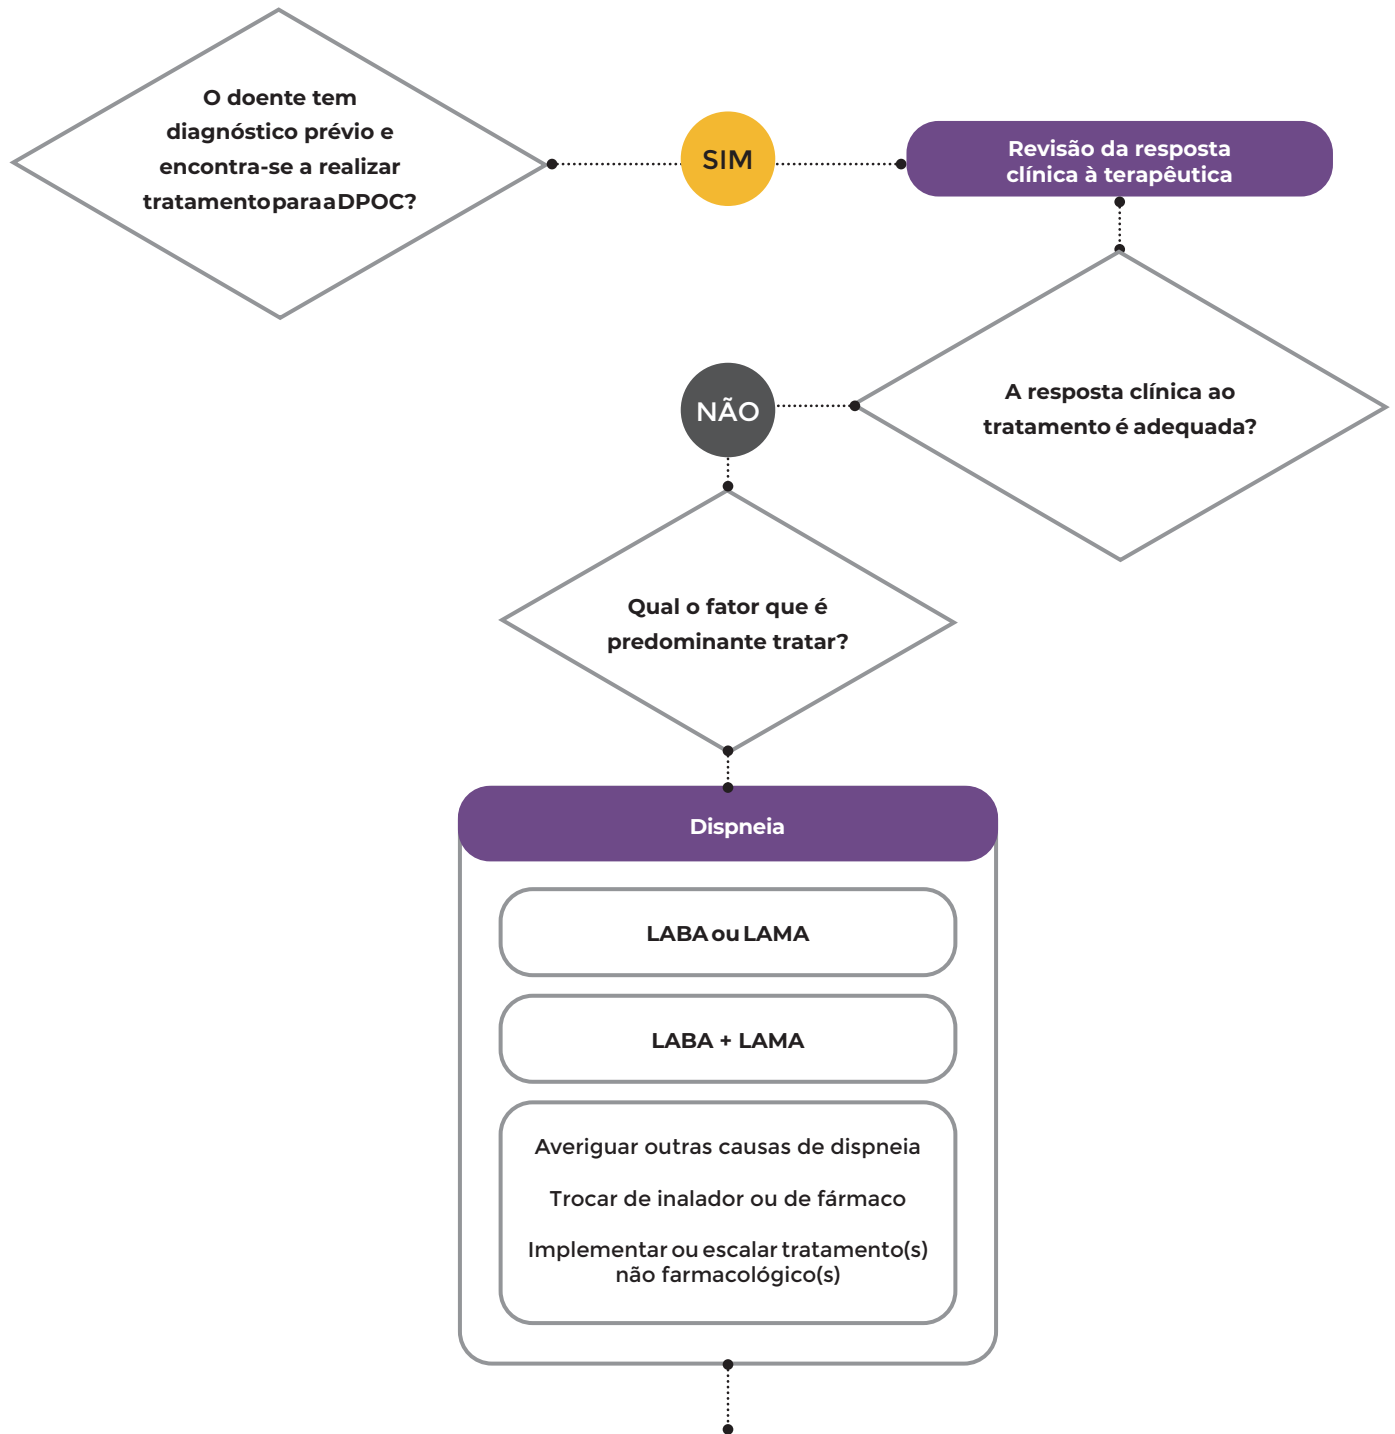 O doente tem
diagnóstico prévio e
encontra-se a realizar
tratamento para a DPOC?
SIM
Revisão da resposta
clínica à terapêutica
A resposta clínica ao
tratamento é adequada?
NÃO
Qual o fator que é
predominante tratar?
Dispneia
LABA ou LAMA
LABA + LAMA
Averiguar outras causas de dispneia
Trocar de inalador ou de fármaco
Implementar ou escalar tratamento(s)
não farmacológico(s)